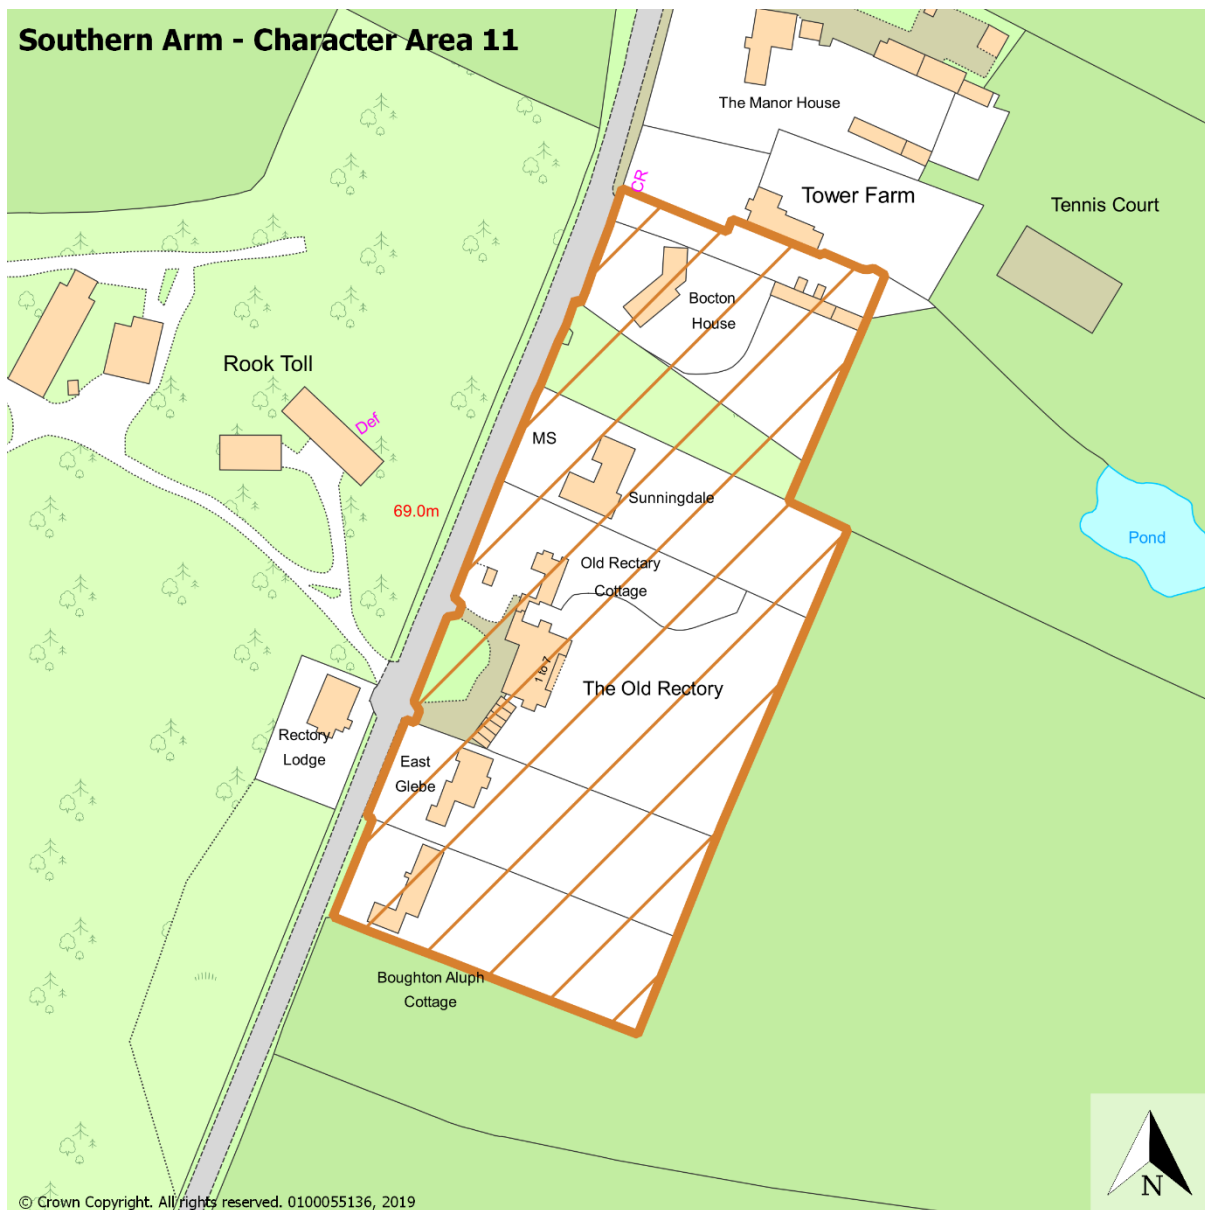 Southern Arm - Character Area 11
The Manor House
CR
Tower Farm
Tennis Court
Bocton
House
Rook Toll
Def
MS
Sunningdale
69.0m
Pond
Old Rectary
Cottage
1 to 7
The Old Rectory
Rectory
Lodge
East
Glebe
Boughton Aluph
Cottage
N
© Crown Copyright. All rights reserved. 0100055136, 2019